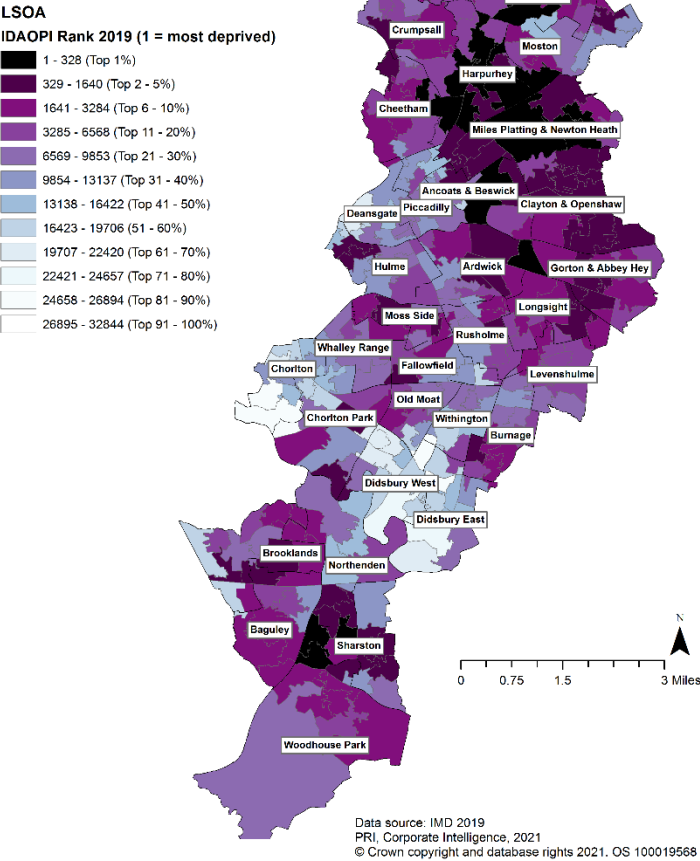 LSOA
IDAOPI Rank 2019 (1 = most deprived)
1 - 328 (Top 1%)
329 - 1640 (Top 2 - 5%)
1641 - 3284 (Top 6 - 10%)
3285 - 6568 (Top 11 - 20%)
6569 - 9853 (Top 21 - 30%)
9854 - 13137 (Top 31 - 40%)
13138 - 16422 (Top 41 - 50%)
16423 - 19706 (51 - 60%)
19707 - 22420 (Top 61 - 70%)
22421 - 24657 (Top 71 - 80%)
24658 - 26894 (Top 81 - 90%)
26895 - 32844 (Top 91 - 100%)
Crumpsall
Moston
Harpurhey
Cheetham
Miles Platting & Newton Heath
Ancoats & Beswick
Clayton & Openshaw
Piccadilly
Deansgate
Hulme
Ardwick
Gorton & Abbey Hey
Longsight
Moss Side
Rusholme
Whalley Range
Chorlton
Fallowfield
Levenshulme
Old Moat
Chorlton Park
Withington
Burnage
Didsbury West
Didsbury East
Brooklands
Northenden
Baguley
Sharston
Woodhouse Park
N
0 0.75 1.5 3 Miles
Data source: IMD 2019
PRI, Corporate Intelligence, 2021
© Crown copyright and database rights 2021. OS 100019568